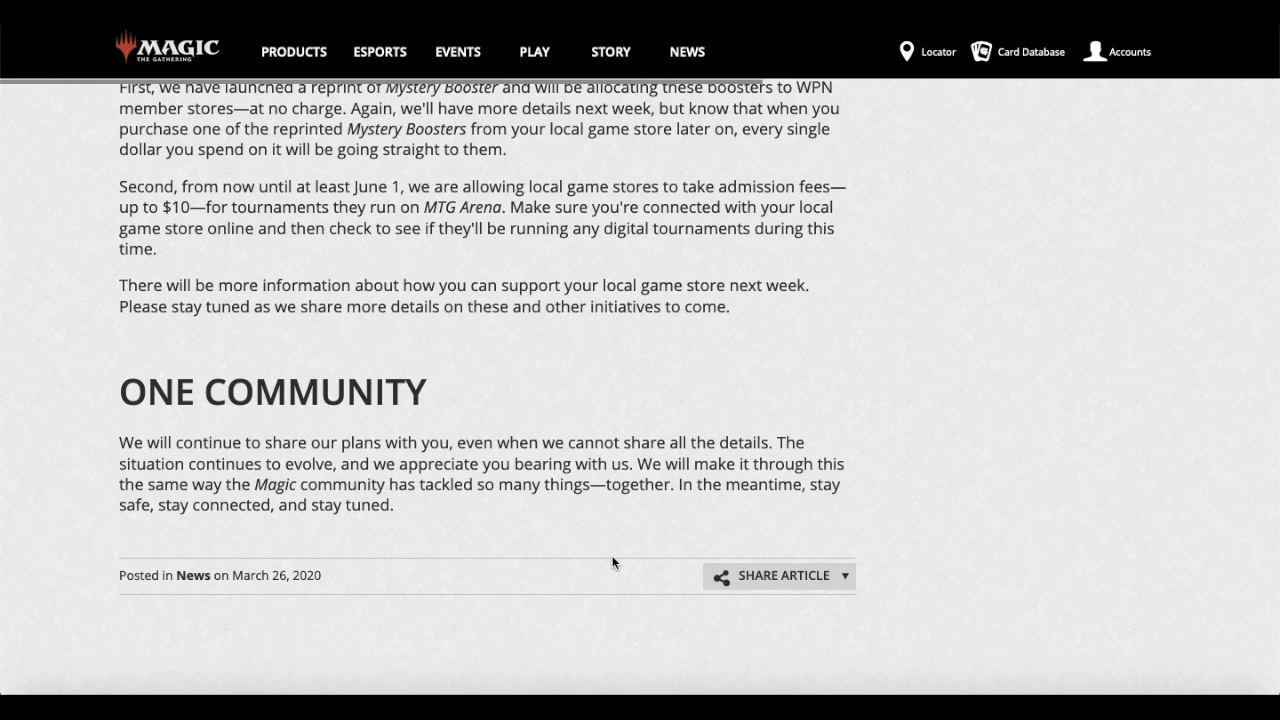 MAGIC
THE GATHERING
PRODUCTS
ESPORTS
EVENTS
PLAY
STORY
NEWS
Locator
Card Database
Accounts
First, we have launched a reprint of Mystery Booster and will be allocating these boosters to WPN
member stores—at no charge. Again, we'll have more details next week, but know that when you
purchase one of the reprinted Mystery Boosters from your local game store later on, every single
dollar you spend on it will be going straight to them.
Second, from now until at least June 1, we are allowing local game stores to take admission fees—
up to $10—for tournaments they run on MTG Arena. Make sure you're connected with your local
game store online and then check to see if they'll be running any digital tournaments during this
time.
There will be more information about how you can support your local game store next week.
Please stay tuned as we share more details on these and other initiatives to come.
ONE COMMUNITY
We will continue to share our plans with you, even when we cannot share all the details. The
situation continues to evolve, and we appreciate you bearing with us. We will make it through this
the same way the Magic community has tackled so many things—together. In the meantime, stay
safe, stay connected, and stay tuned.
Posted in News on March 26, 2020
SHARE ARTICLE